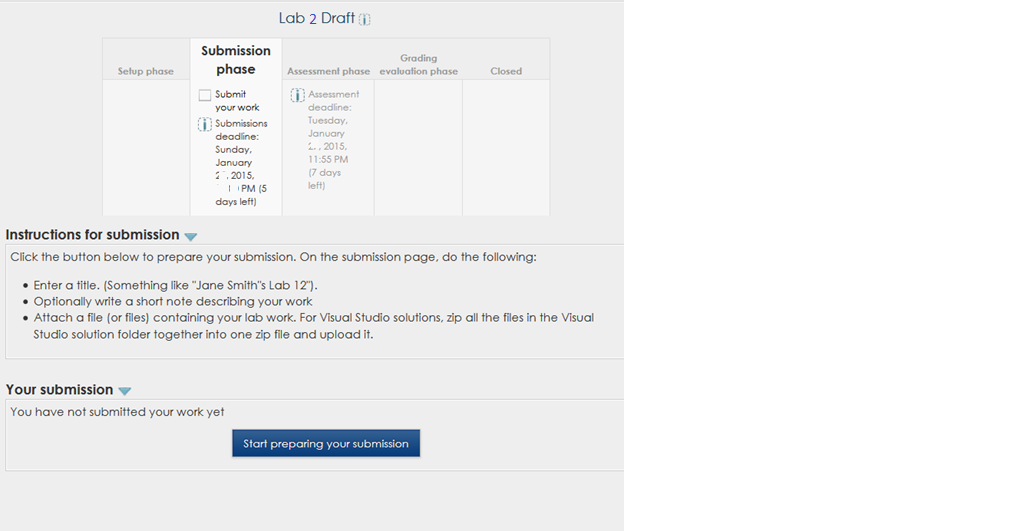 Lab 2 Draft
Setup phase
Submission
phase
Assessment phase
Grading
evaluation phase
Closed
Submit
your work
Submissions
deadline:
Sunday,
January
2 , 2015,
PM (5
days left)
Assessment
deadline:
Tuesday,
January
, 2015,
11:55 PM
(7 days
left)
Instructions for submission
Click the button below to prepare your submission. On the submission page, do the following:
• Enter a title. (Something like "Jane Smith"s Lab 12").
• Optionally write a short note describing your work
• Attach a file (or files) containing your lab work. For Visual Studio solutions, zip all the files in the Visual
Studio solution folder together into one zip file and upload it.
Your submission
You have not submitted your work yet
Start preparing your submission